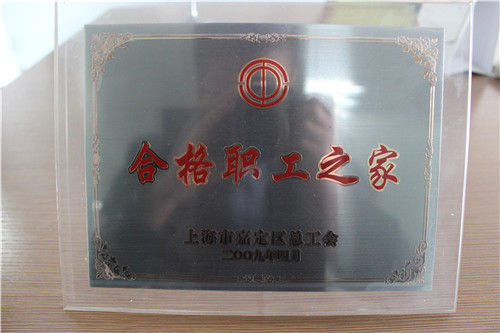 合格职工之家
上海市嘉定区总工会
二〇〇九年四月